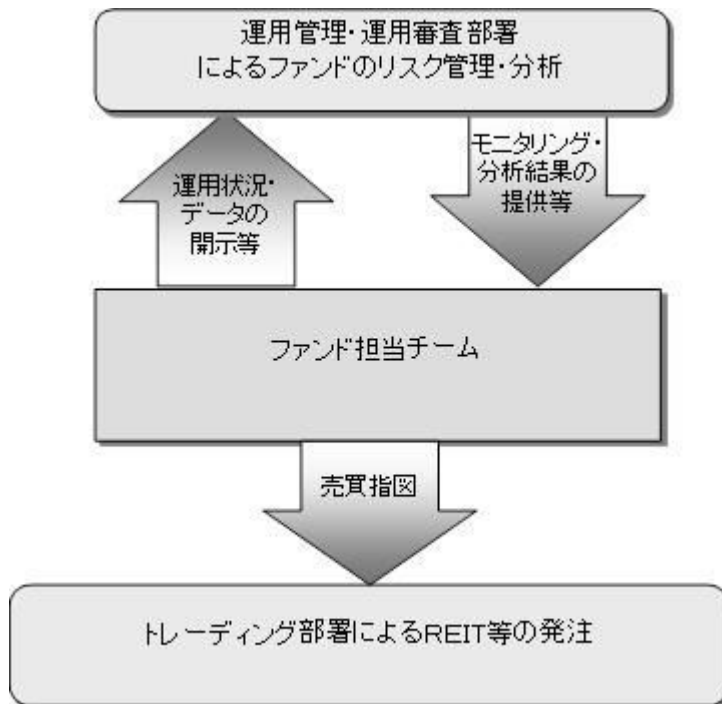 運用管理・運用審査部署
によるファンドのリスク管理・分析
運用状況・
データの
開示等
モニタリング・
分析結果の
提供等
ファンド担当チーム
売買指図
トレーディング部署によるREIT等の発注